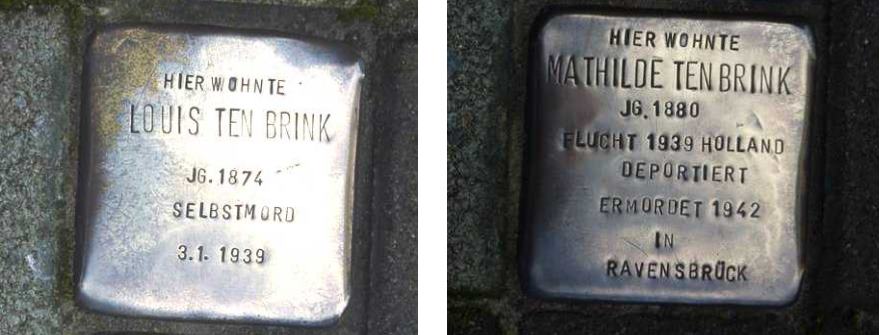 HIER WOHNTE
LOUIS TEN BRINK
JG. 1874
SELBSTMORD
3.1. 1939
HIER WOHNTE
MATHILDE TEN BRINK
JG. 1880
FLUCHT 1939 HOLLAND
DEPORTIERT
ERMORDET 1942
IN
RAVENSBRÜCK